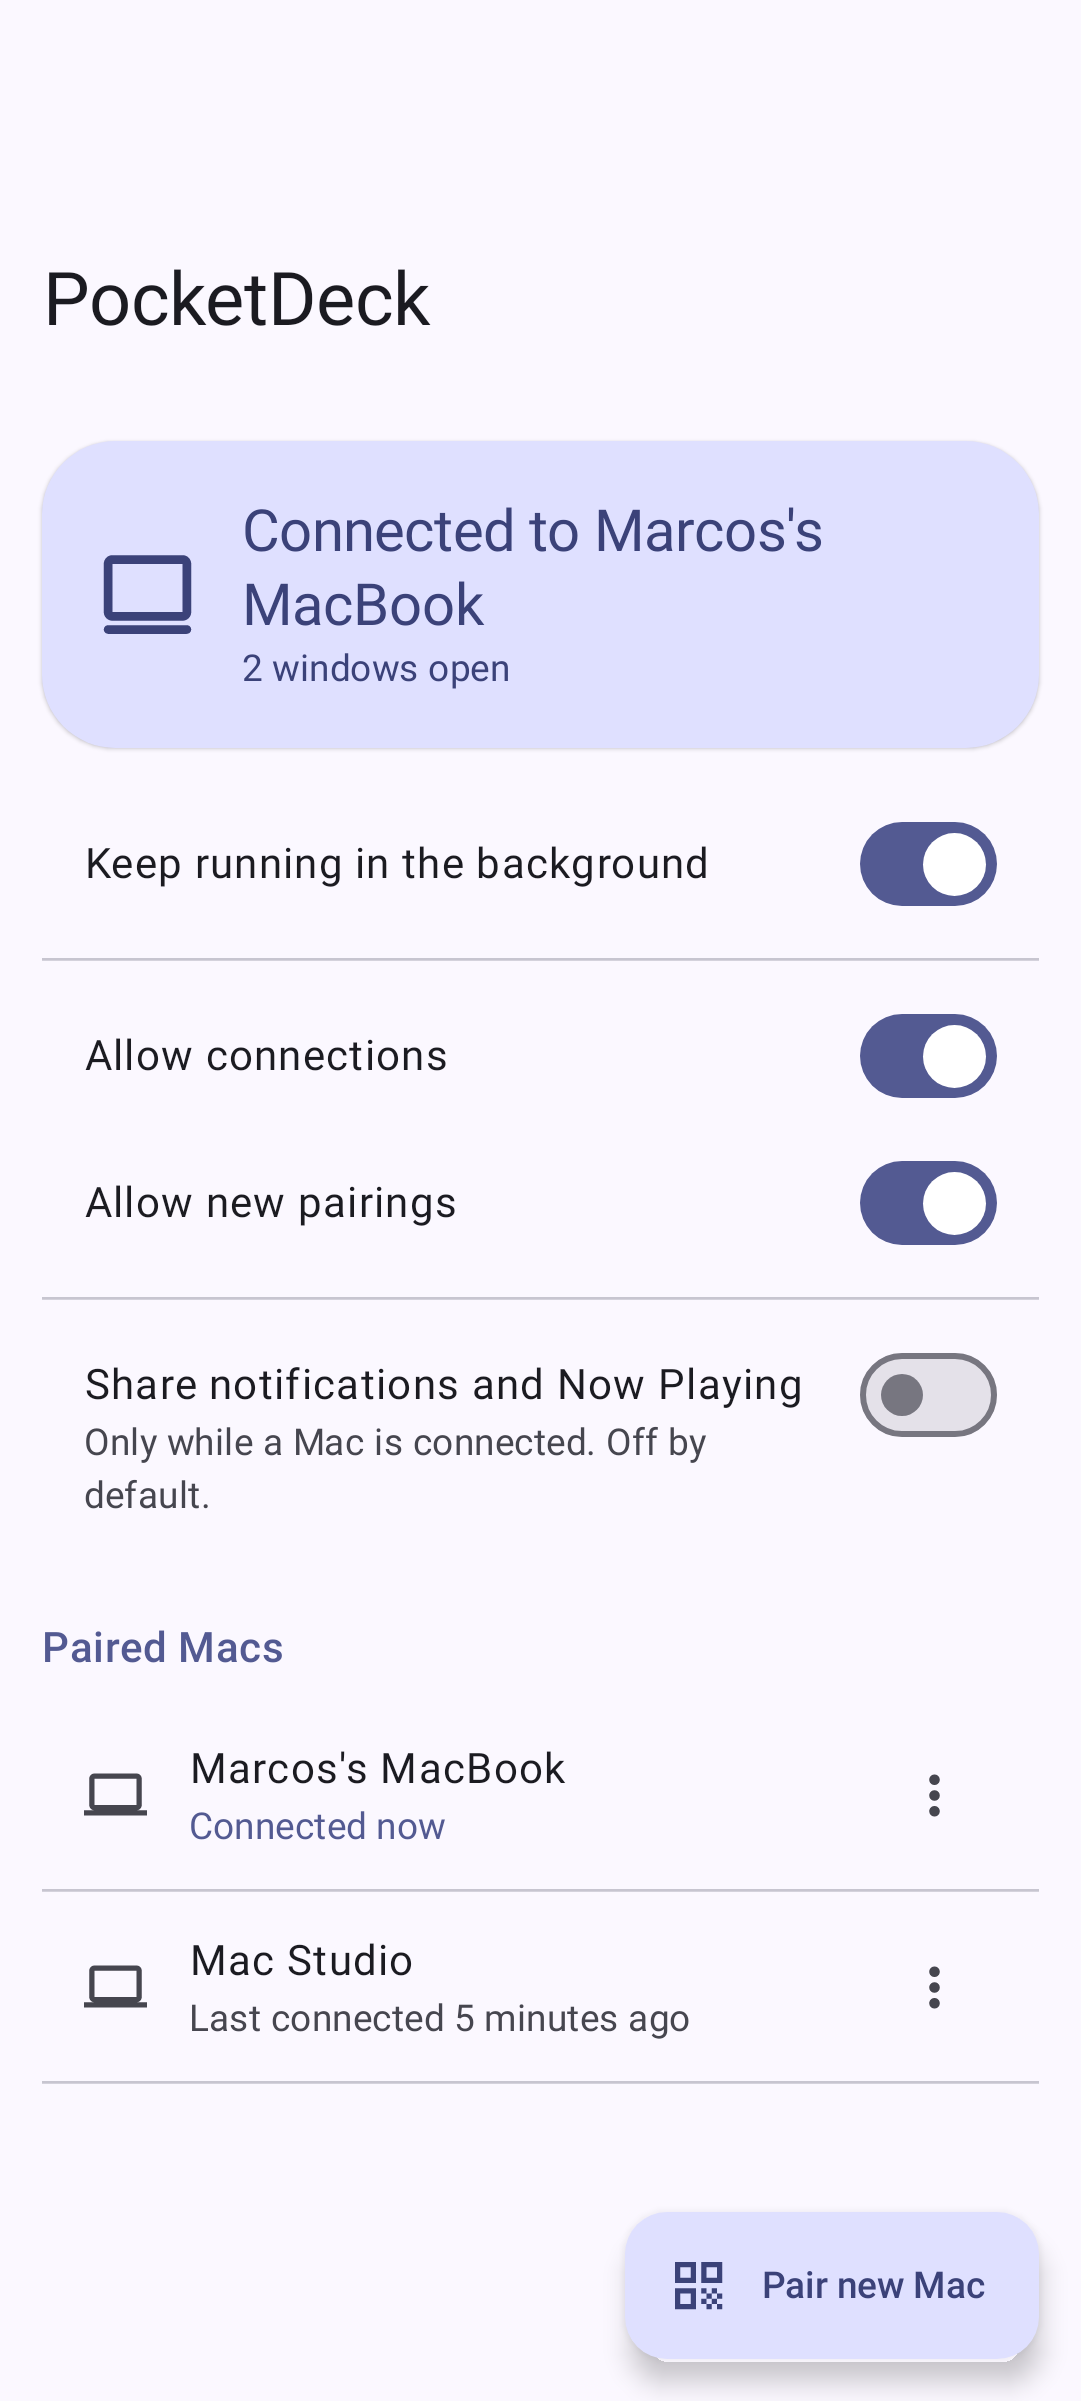 PocketDeck
Connected to Marcos's
MacBook
2 windows open
Keep running in the background
Allow connections
Allow new pairings
Share notifications and Now Playing
Only while a Mac is connected. Off by
default.
Paired Macs
Marcos's MacBook
Connected now
Mac Studio
Last connected 5 minutes ago
Pair new Mac